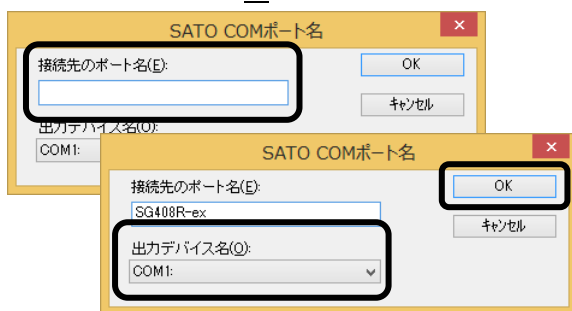 SATO COMポート名
接続先のポート名(E):
OK
キャンセル
出力デバイス名(O):
COM1:
SATO COMポート名
接続先のポート名(E):
OK
SG408R-ex
キャンセル
出力デバイス名(O):
COM1: